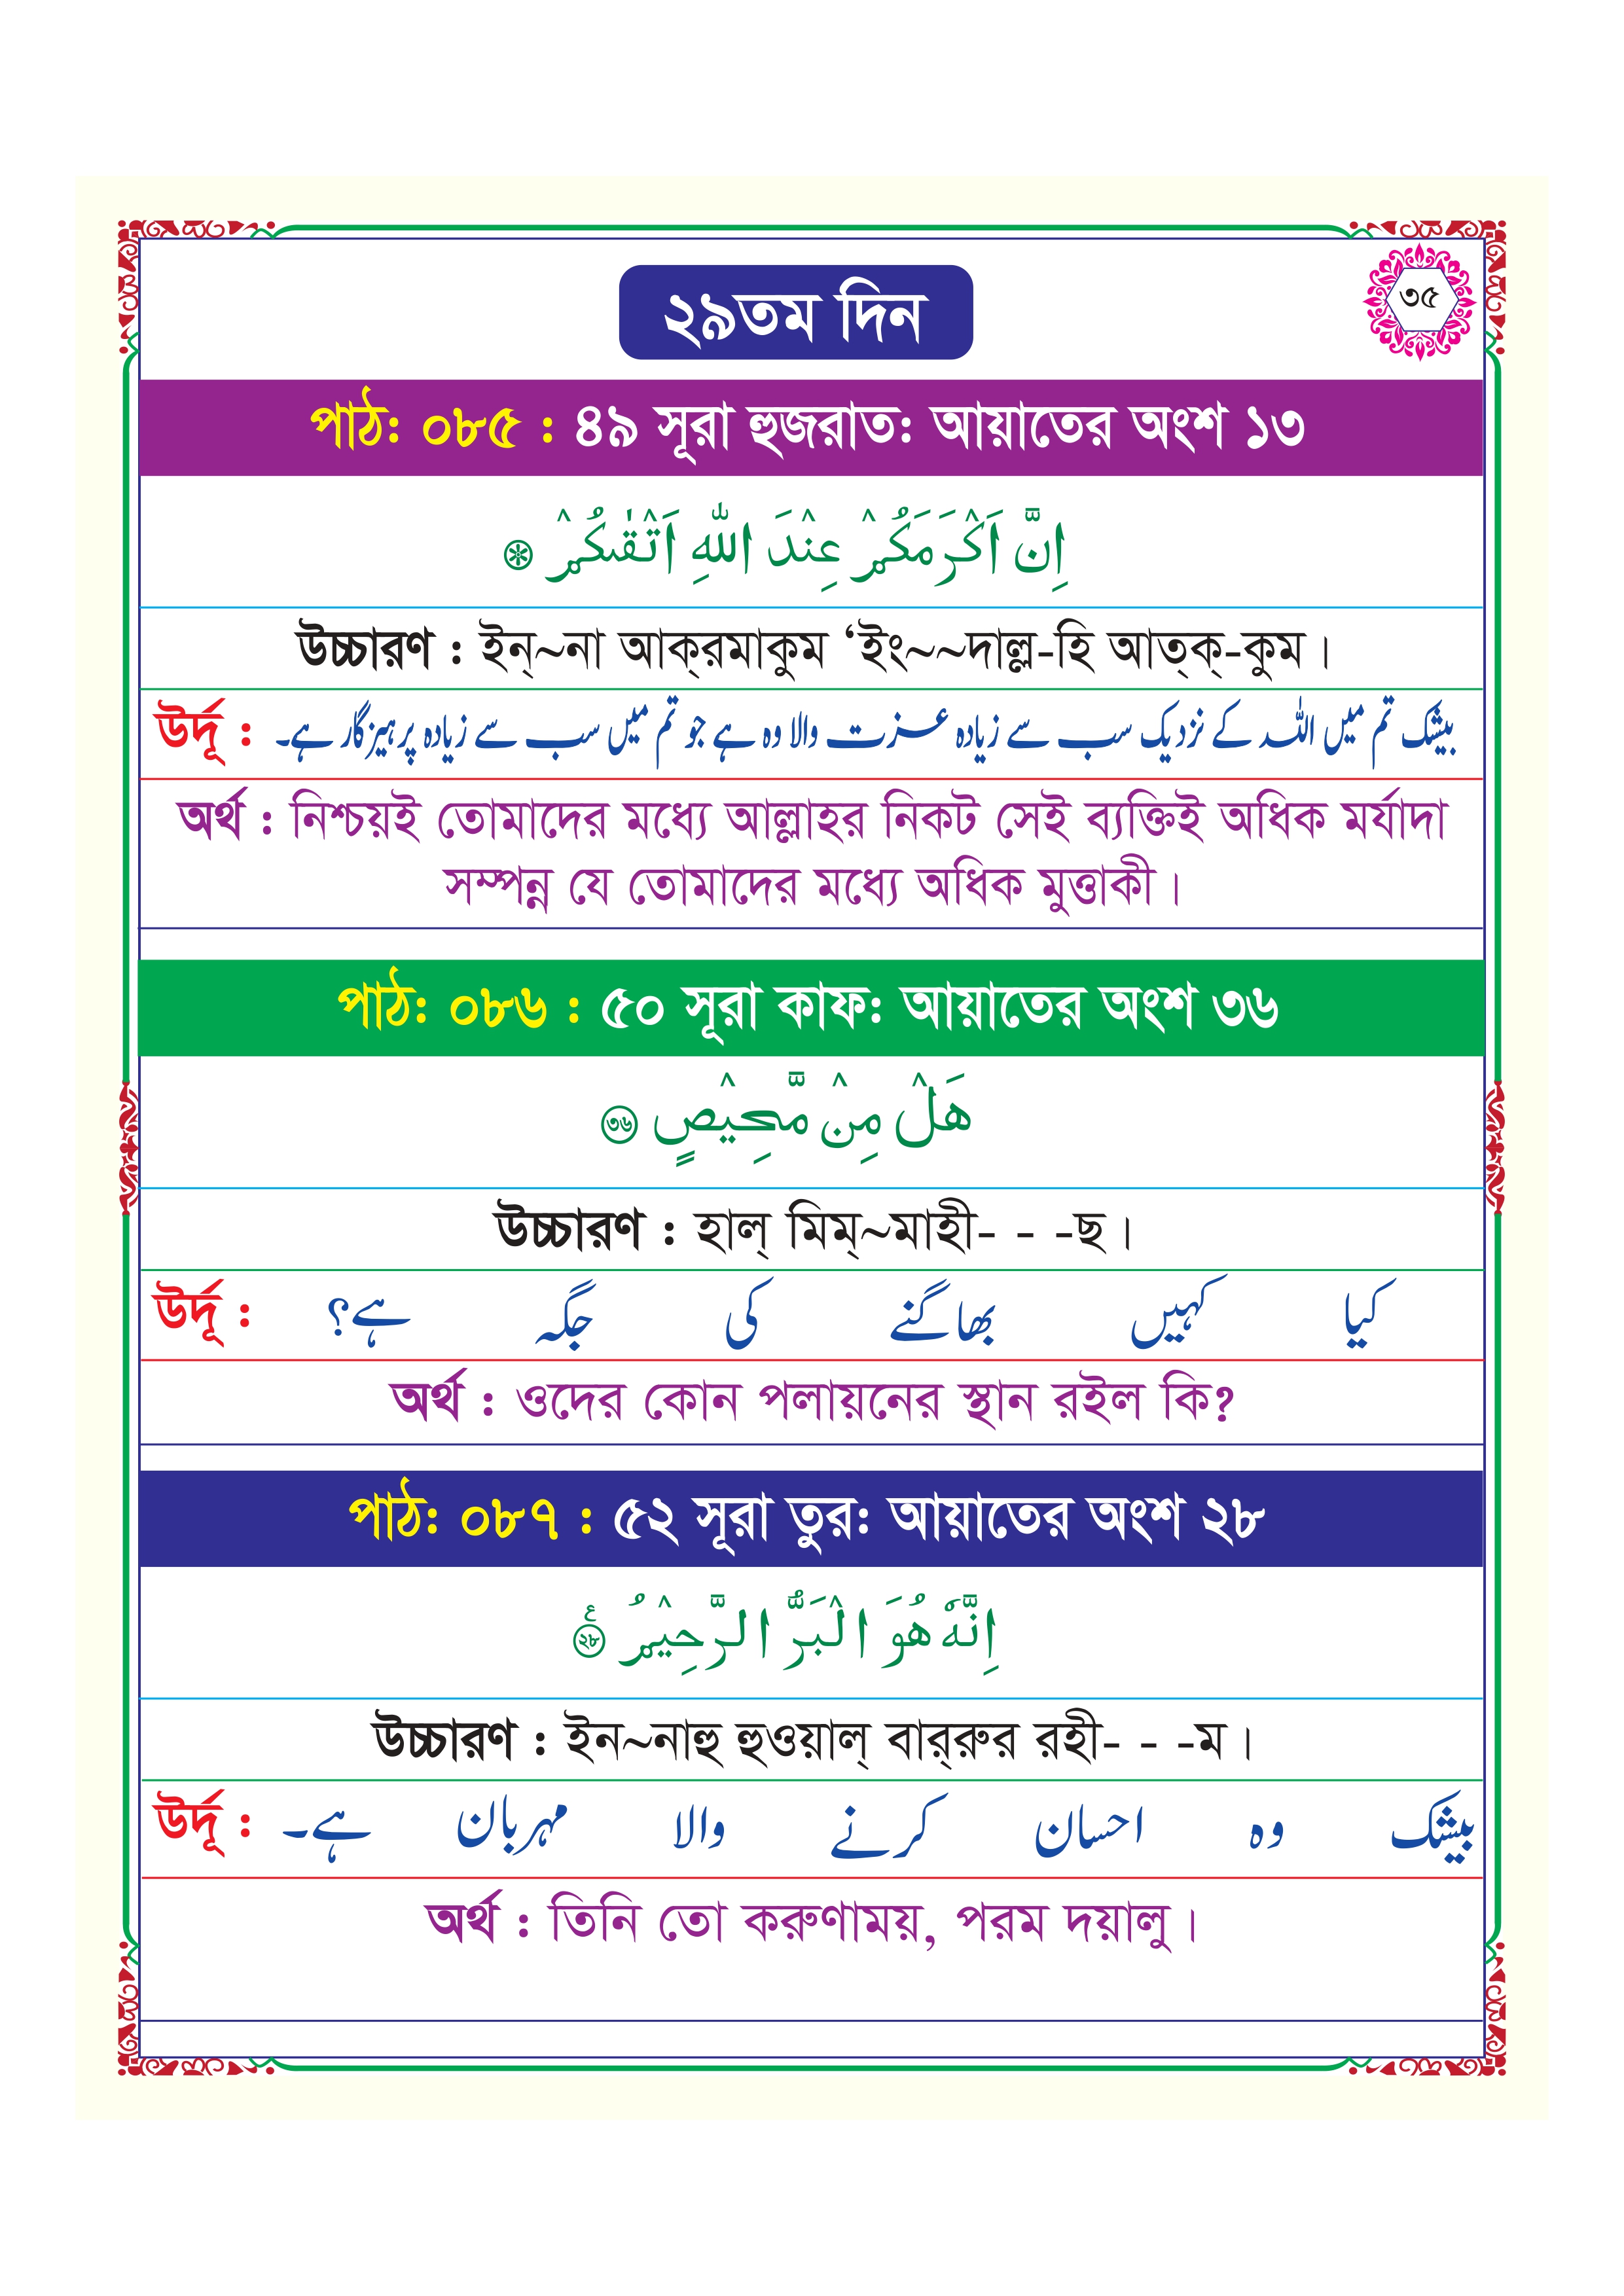 ২৯তম দিন
৩৫
পাঠ: ০৮৫ : ৪৯ সূরা হুজরাত: আয়াতের অংশ ১৩
اِنَّ اَكْرَمَكُمْ عِنْدَ اللّٰهِ اَتْقٰىكُمْ
উচ্চারণ : ইন্~না আক্‌রমাকুম ‘ইং~~দাল্ল-হি আত্‌ক্-কুম।
উর্দূ : بیشک تم میں اللہ کے نزدیک سب سے زیادہ عزت والا وہ ہے جو تم میں سب سے زیادہ پرہیزگار ہے۔
অর্থ : নিশ্চয়ই তোমাদের মধ্যে আল্লাহর নিকট সেই ব্যক্তিই অধিক মর্যাদা
সম্পন্ন যে তোমাদের মধ্যে অধিক মুত্তাকী।
পাঠ: ০৮৬ : ৫০ সূরা কাফ: আয়াতের অংশ ৩৬
هَلْ مِنْ مَّحِيْصٍ ۳۶
উচ্চারণ : হাল্ মিম্~মাহী- - -ছ।
উর্দূ : کیا کہیں بھاگنے کی جگہ ہے؟
অর্থ : ওদের কোন পলায়নের স্থান রইল কি?
পাঠ: ০৮৭ : ৫২ সূরা তুর: আয়াতের অংশ ২৮
اِنَّهٗ هُوَ الْبَرُّ الرَّحِيْمُ ۲۸ ع
উচ্চারণ : ইন~নাহু হুওয়াল্ বার্‌রুর রহী- - -ম।
উর্দূ : بیشک وہ احسان کرنے والا مہربان ہے۔
অর্থ : তিনি তো করুণাময়, পরম দয়ালু।